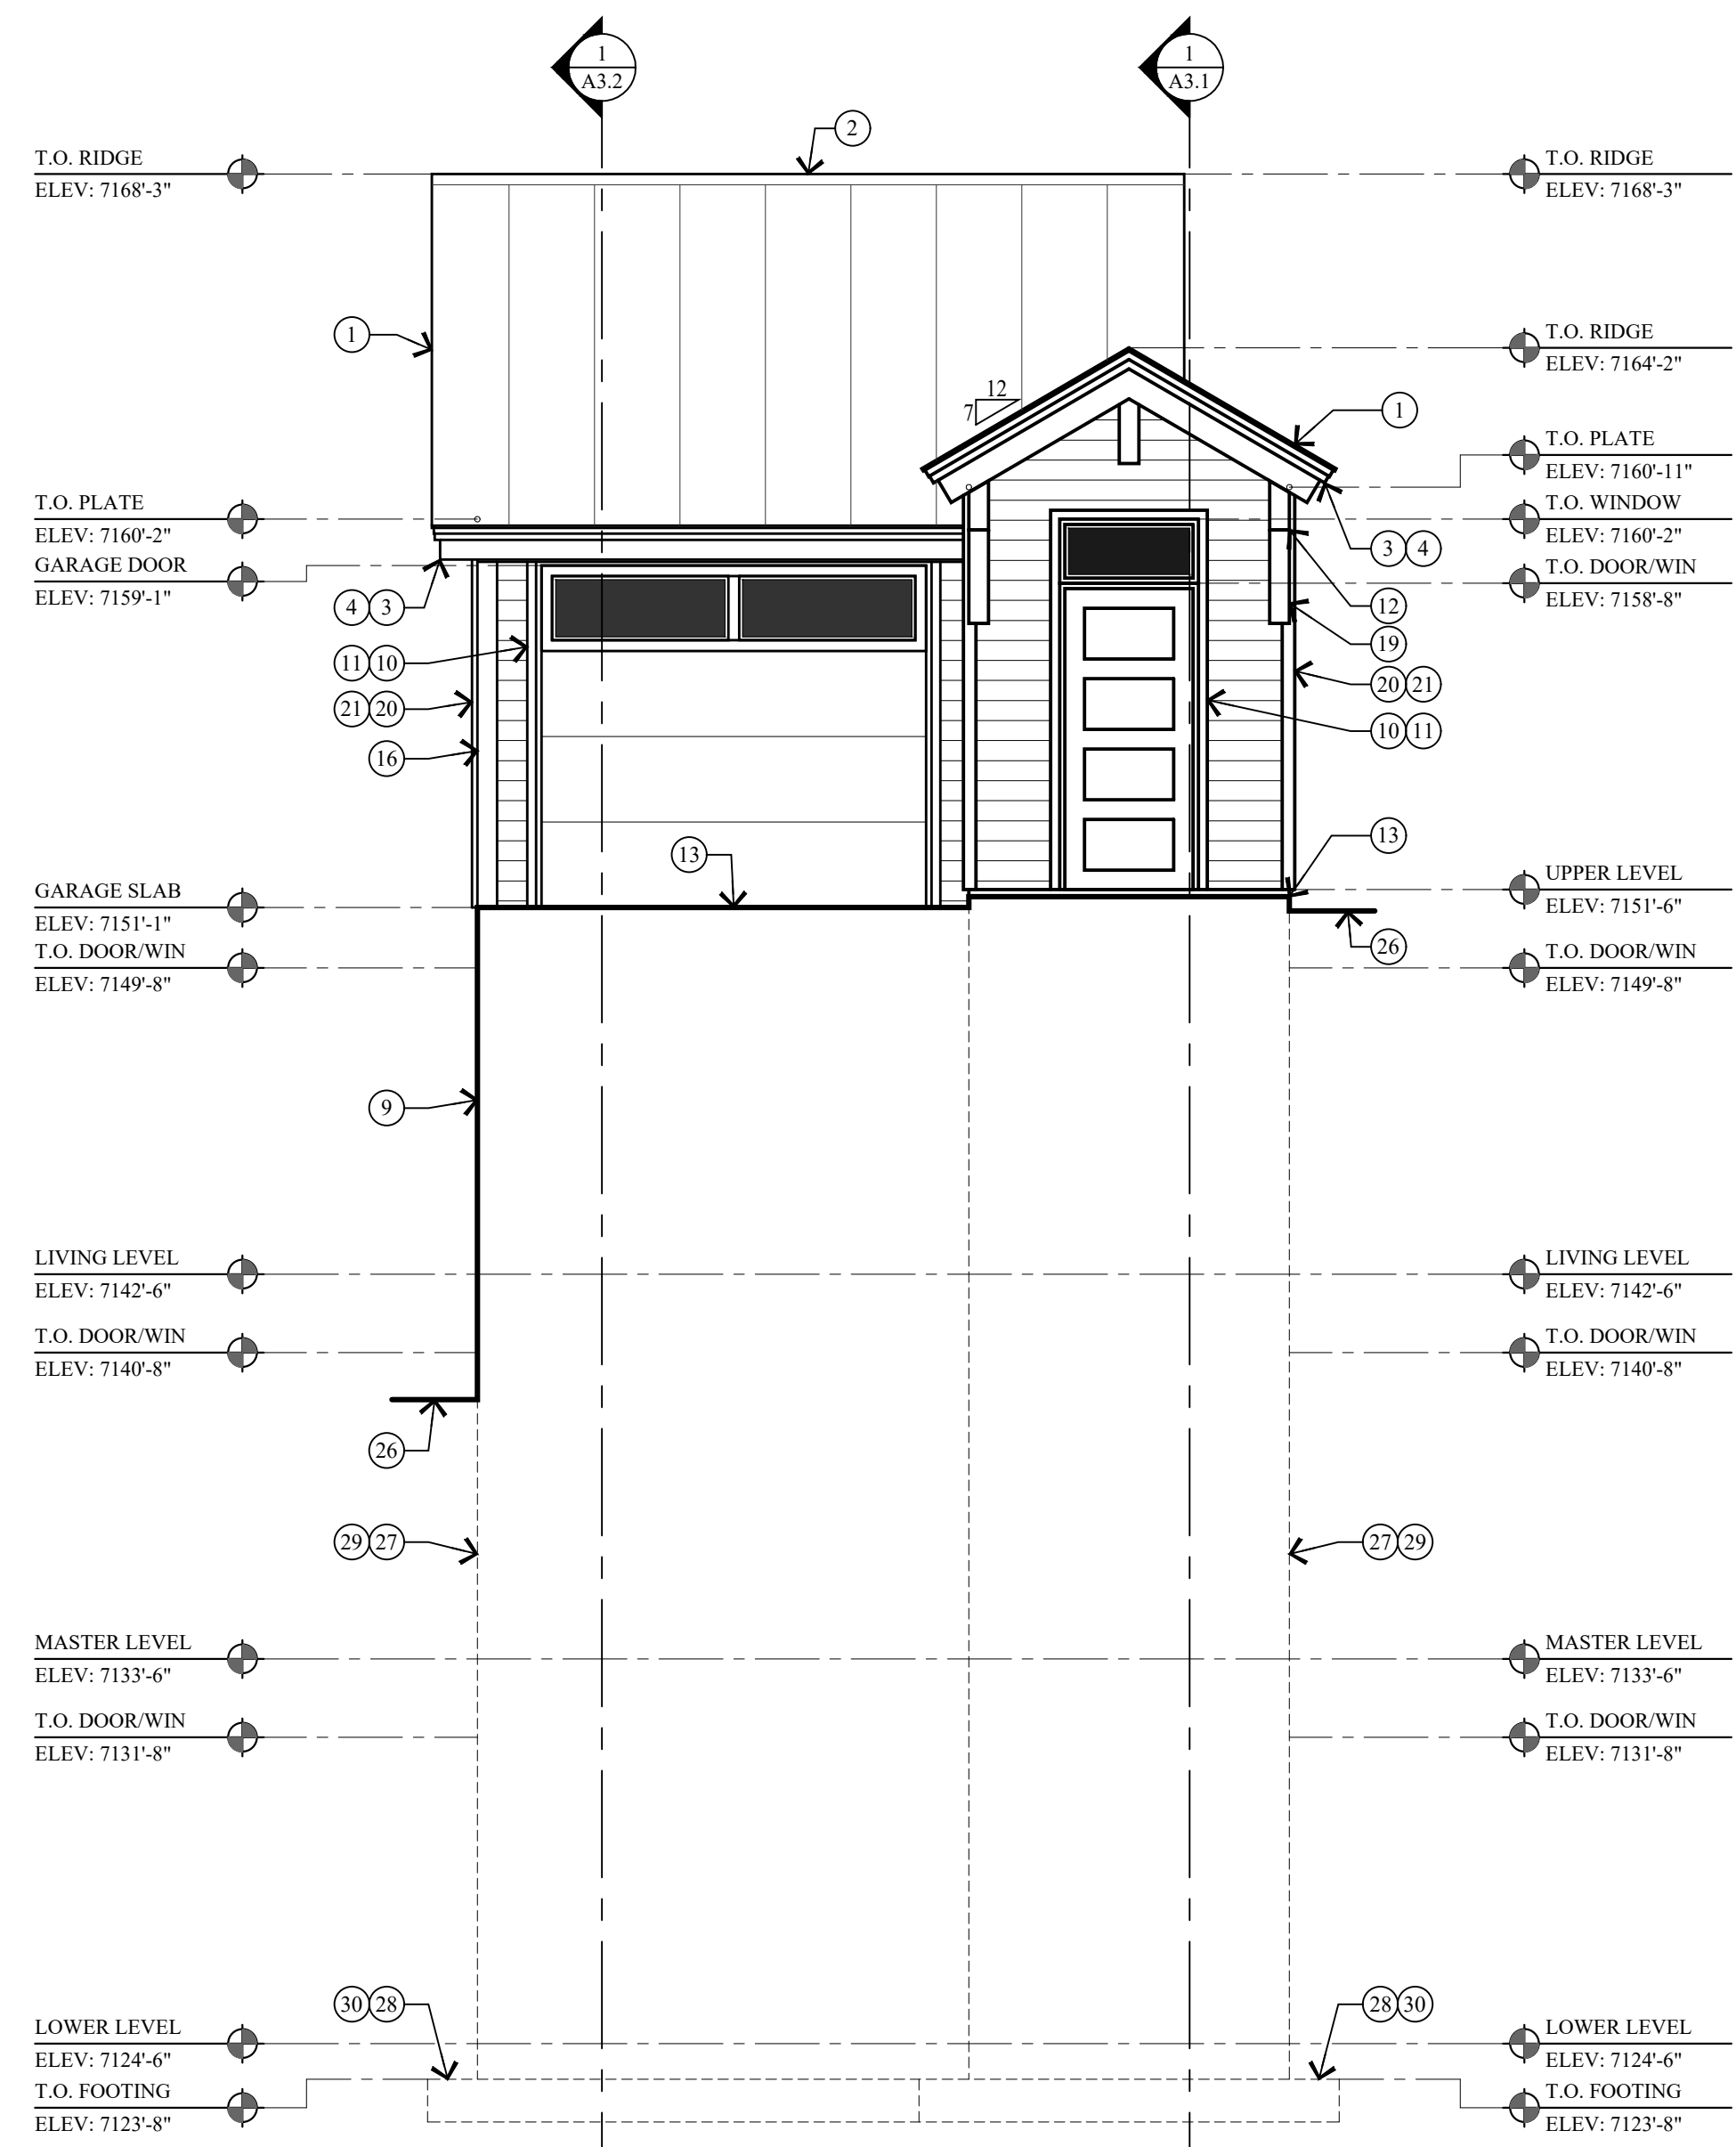 1
A3.2
1
A3.1
2
T.O. RIDGE
ELEV: 7168'-3"
T.O. RIDGE
ELEV: 7168'-3"
1
T.O. RIDGE
ELEV: 7164'-2"
12
7
1
T.O. PLATE
ELEV: 7160'-11"
T.O. PLATE
ELEV: 7160'-2"
T.O. WINDOW
ELEV: 7160'-2"
3 4
GARAGE DOOR
ELEV: 7159'-1"
4 3
12
T.O. DOOR/WIN
ELEV: 7158'-8"
19
11 10
20 21
21 20
10 11
16
13
13
GARAGE SLAB
ELEV: 7151'-1"
UPPER LEVEL
ELEV: 7151'-6"
26
T.O. DOOR/WIN
ELEV: 7149'-8"
T.O. DOOR/WIN
ELEV: 7149'-8"
9
LIVING LEVEL
ELEV: 7142'-6"
LIVING LEVEL
ELEV: 7142'-6"
T.O. DOOR/WIN
ELEV: 7140'-8"
T.O. DOOR/WIN
ELEV: 7140'-8"
26
29 27
27 29
MASTER LEVEL
ELEV: 7133'-6"
MASTER LEVEL
ELEV: 7133'-6"
T.O. DOOR/WIN
ELEV: 7131'-8"
T.O. DOOR/WIN
ELEV: 7131'-8"
30 28
28 30
LOWER LEVEL
ELEV: 7124'-6"
LOWER LEVEL
ELEV: 7124'-6"
T.O. FOOTING
ELEV: 7123'-8"
T.O. FOOTING
ELEV: 7123'-8"